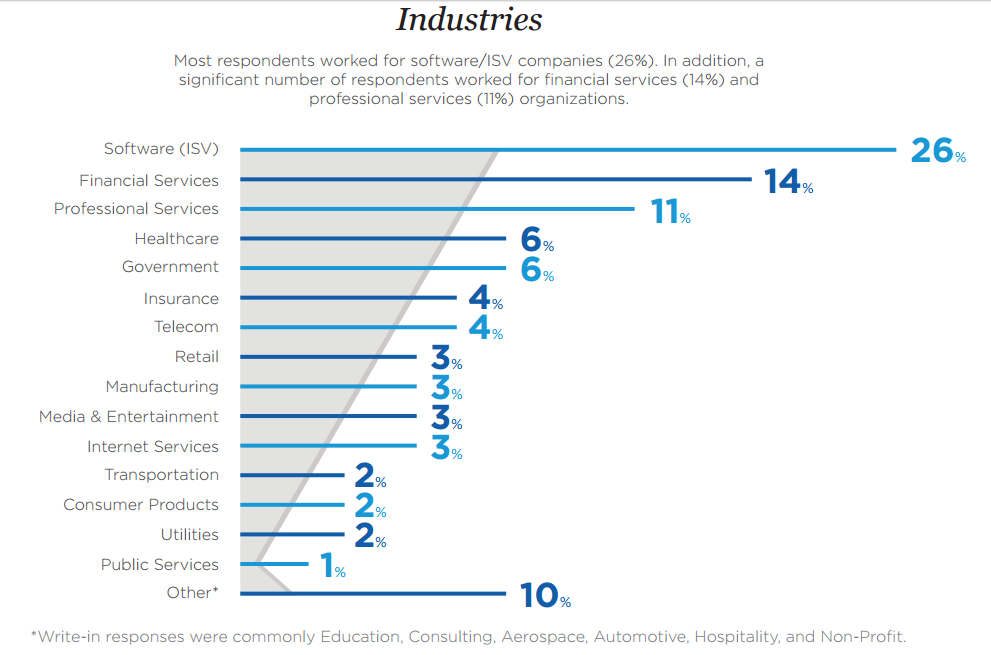 Industries
Most respondents worked for software/ISV companies (26%). In addition, a
significant number of respondents worked for financial services (14%) and
professional services (11%) organizations.
Software (ISV) 26%
Financial Services 14%
Professional Services 11%
Healthcare 6%
Government 6%
Insurance 4%
Telecom 4%
Retail 3%
Manufacturing 3%
Media & Entertainment 3%
Internet Services 3%
Transportation 2%
Consumer Products 2%
Utilities 2%
Public Services 1%
Other* 10%
*Write-in responses were commonly Education, Consulting, Aerospace, Automotive, Hospitality, and Non-Profit.